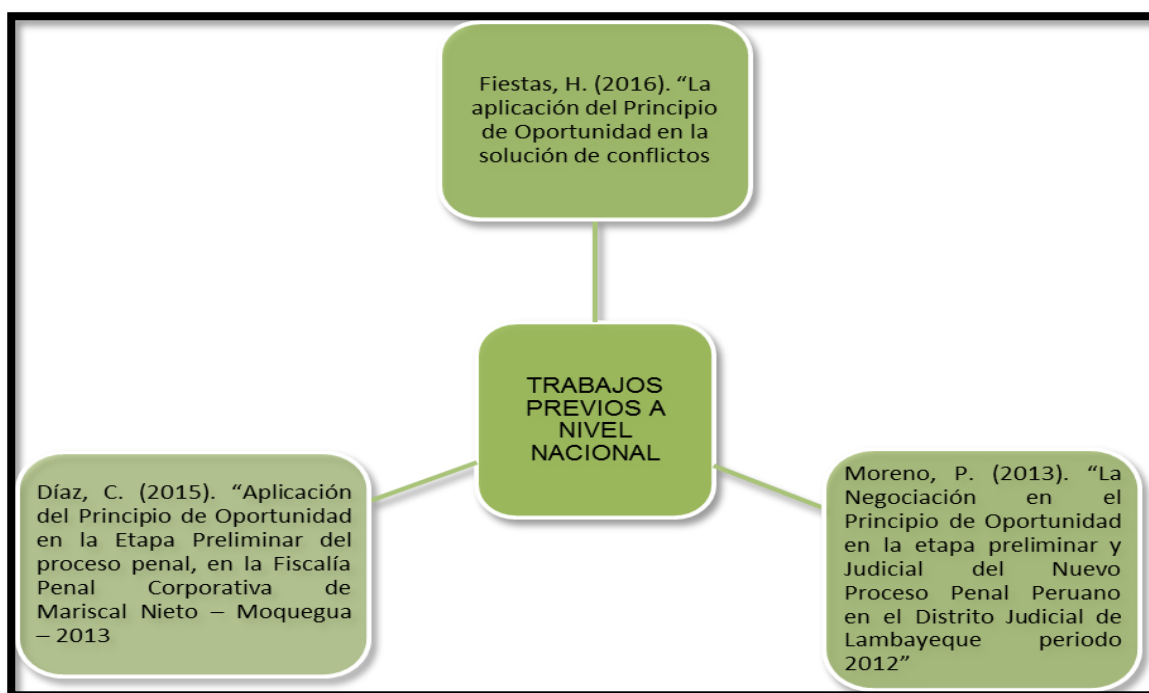 Fiestas, H. (2016). “La
aplicación del Principio
de Oportunidad en la
solución de conflictos
TRABAJOS
PREVIOS A
NIVEL
NACIONAL
Díaz, C. (2015). “Aplicación
del Principio de Oportunidad
en la Etapa Preliminar del
proceso penal, en la Fiscalía
Penal Corporativa de
Mariscal Nieto – Moquegua
– 2013
Moreno, P. (2013). “La
Negociación en el
Principio de Oportunidad
en la etapa preliminar y
Judicial del Nuevo
Proceso Penal Peruano
en el Distrito Judicial de
Lambayeque periodo
2012”